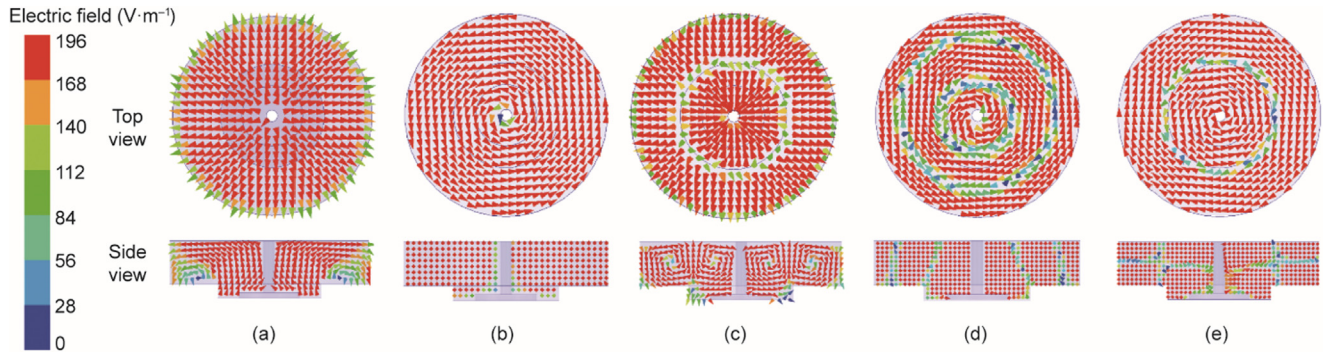 Electric field (V·m⁻¹)
196
168
140
112
84
56
28
0
Top
view
Side
view
(a)
(b)
(c)
(d)
(e)